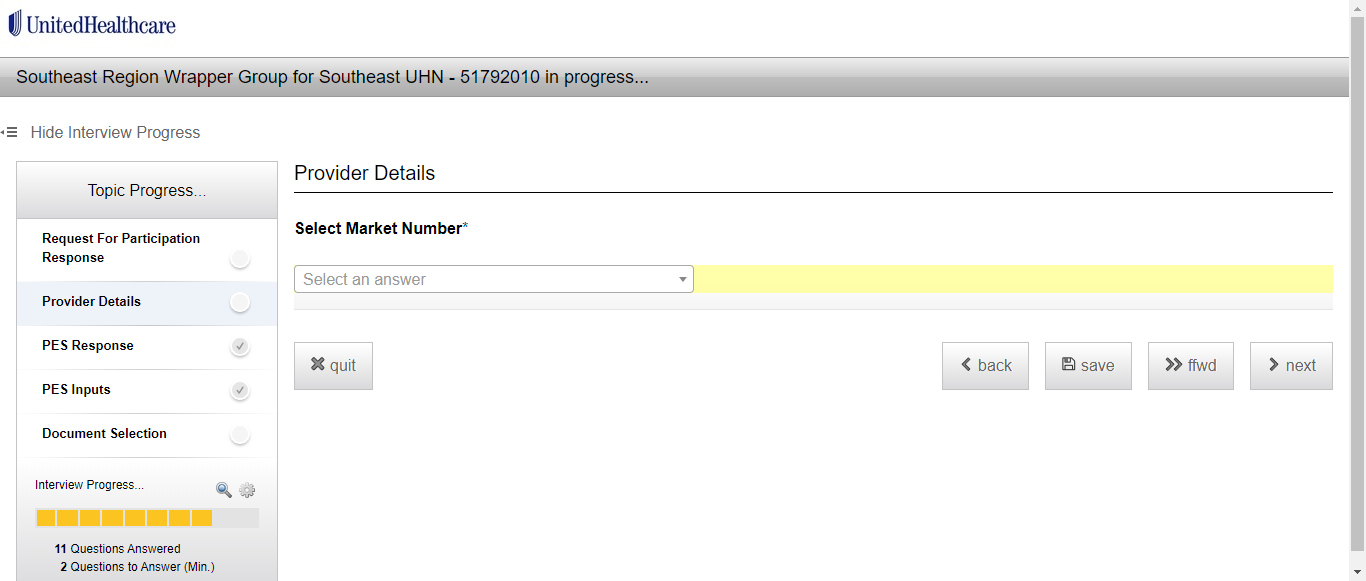 UnitedHealthcare
Southeast Region Wrapper Group for Southeast UHN - 51792010 in progress...
Hide Interview Progress
Topic Progress...
Request For Participation
Response
Provider Details
PES Response
PES Inputs
Document Selection
Interview Progress...
11 Questions Answered
2 Questions to Answer (Min.)
Provider Details
Select Market Number*
Select an answer
quit
back
save
ffwd
next